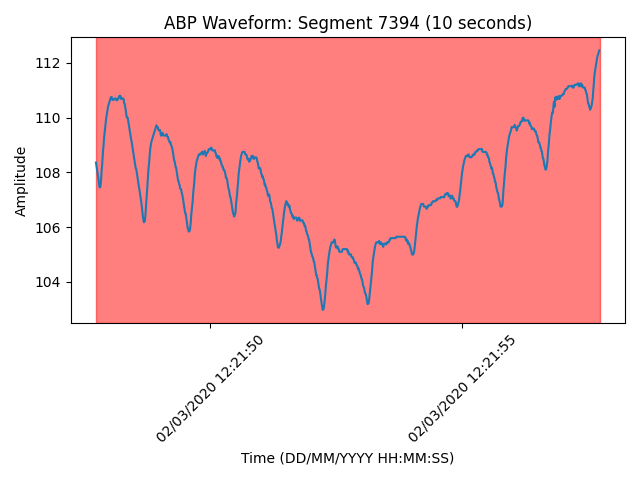 ABP Waveform: Segment 7394 (10 seconds)
112
110
108
106
104
Amplitude
02/03/2020 12:21:50
02/03/2020 12:21:55
Time (DD/MM/YYYY HH:MM:SS)